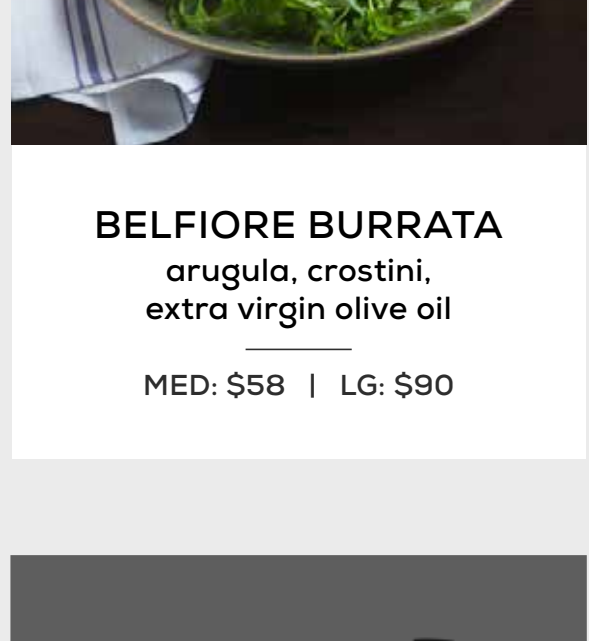 BELFIORE BURRATA
arugula, crostini,
extra virgin olive oil
MED: $58 | LG: $90